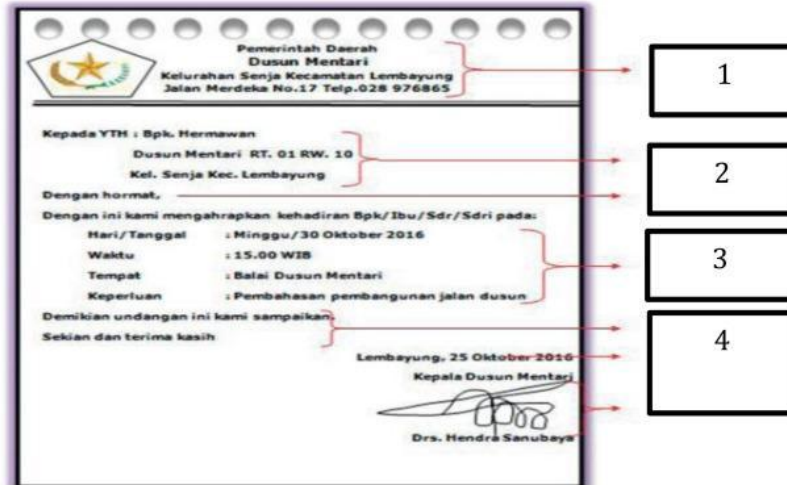 Pemerintah Daerah
Dusun Mentari
Kelurahan Senja Kecamatan Lembayung
Jalan Merdeka No.17 Telp.028 976865
1
Kepada YTH : Bpk. Hermawan
Dusun Mentari RT. 01 RW. 10
Kel. Senja Kec. Lembayung
2
Dengan hormat,
Dengan ini kami mengahrapkan kehadiran Bpk/Ibu/Sdr/Sdri pada:
Hari/Tanggal : Minggu/30 Oktober 2016
Waktu : 15.00 WIB
Tempat : Balai Dusun Mentari
Keperluan : Pembahasan pembangunan jalan dusun
3
Demikian undangan ini kami sampaikan.
Sekian dan terima kasih
4
Lembayung, 25 Oktober 2016
Kepala Dusun Mentari
Drs. Hendra Sanubaya